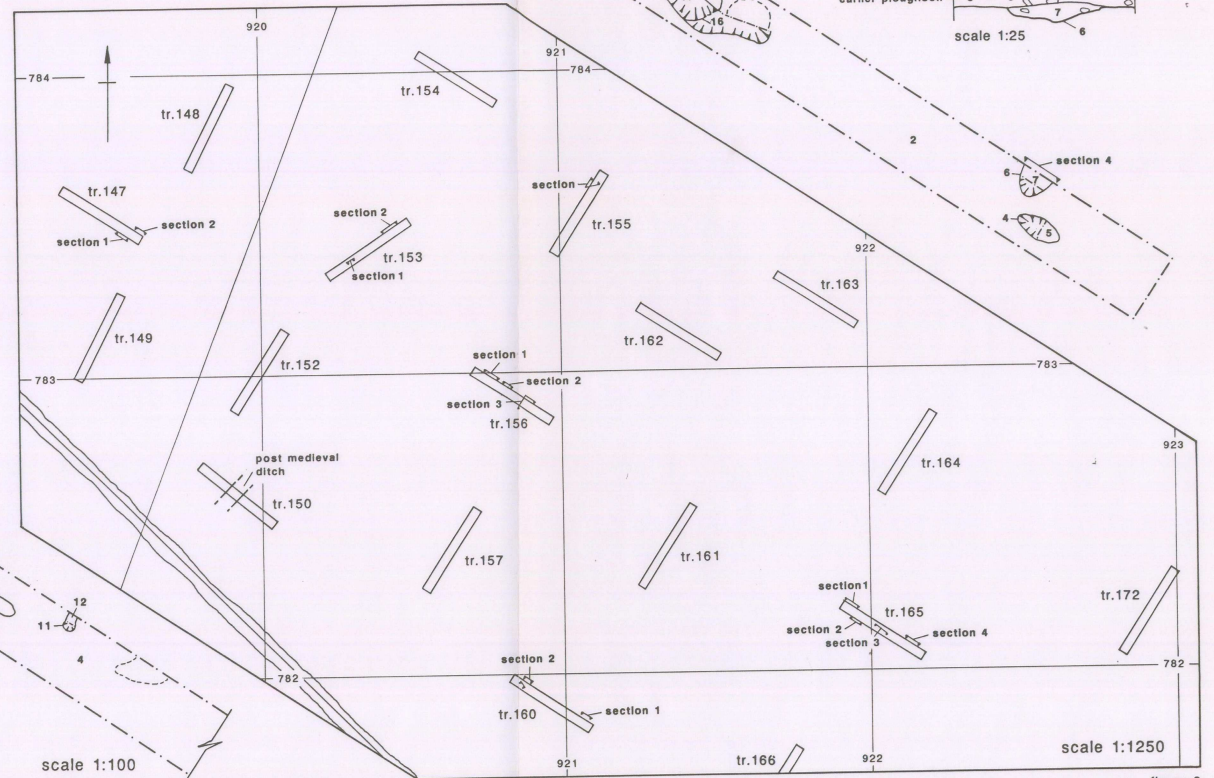 earlier ploughsoil
7
6
scale 1:25
16
920
921
784
784
tr.154
tr.148
2
section 4
6
7
4
5
section
tr.147
section 2
section 1
section 2
tr.153
section 1
tr.155
922
tr.163
tr.149
tr.152
tr.162
783
783
section 1
section 2
section 3
tr.156
923
tr.164
post medieval
ditch
tr.150
tr.157
tr.161
tr.172
section1
tr.165
section 2
section 3
section 4
12
11
4
782
782
section 2
section 1
tr.160
scale 1:100
921
tr.166
922
scale 1:1250